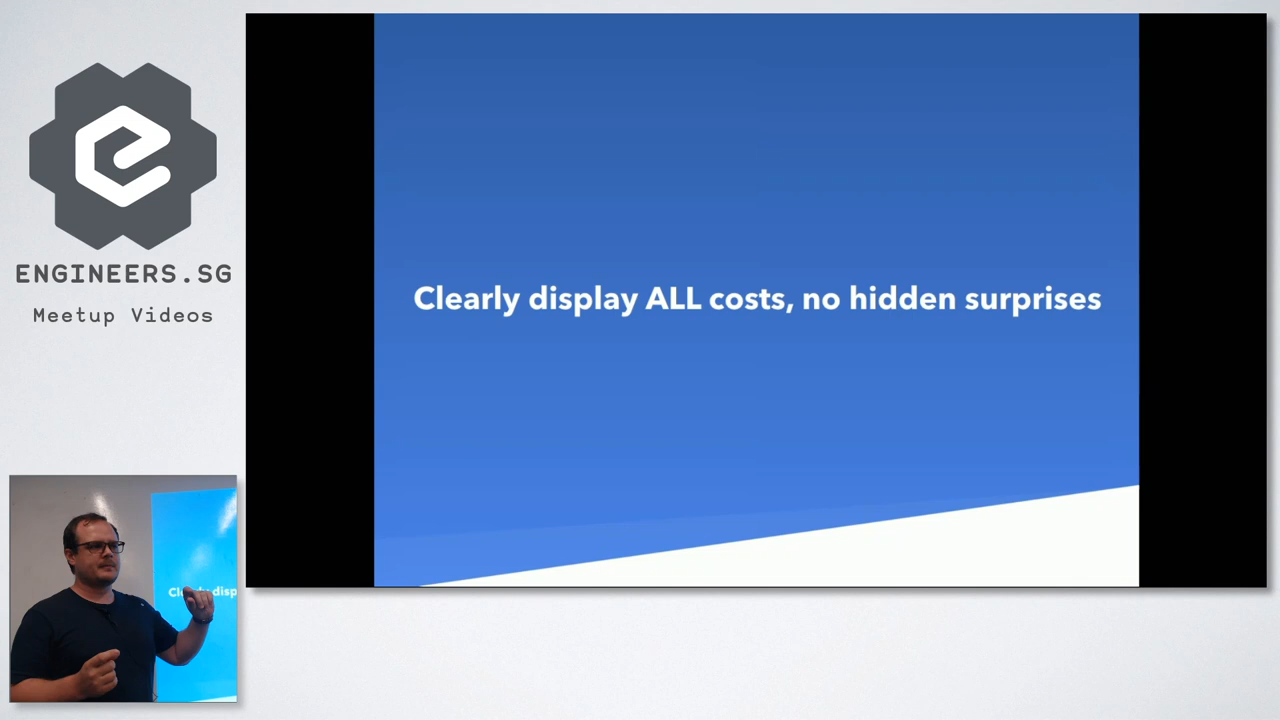 ENGINEERS.SG
Meetup Videos
Clearly display ALL costs, no hidden surprises